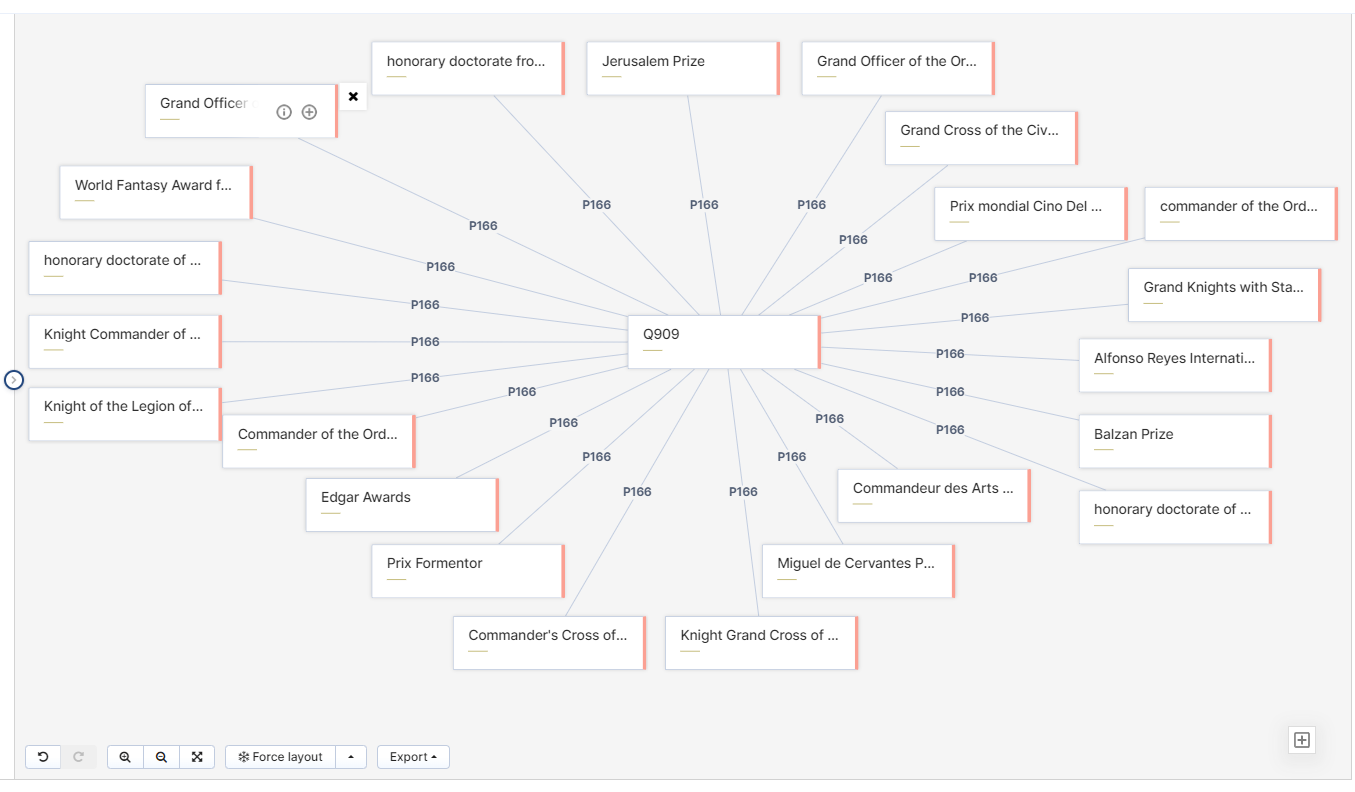 honorary doctorate fro...
Jerusalem Prize
Grand Officer of the Or...
Grand Officer
Grand Cross of the Civ...
World Fantasy Award f...
Prix mondial Cino Del ...
commander of the Ord...
P166
P166
P166
P166
P166
honorary doctorate of ...
P166
P166
P166
Grand Knights with Sta...
P166
P166
Knight Commander of ...
Q909
P166
P166
Alfonso Reyes Internati...
P166
Knight of the Legion of...
P166
P166
Commander of the Ord...
P166
P166
P166
Balzan Prize
P166
P166
P166
P166
Edgar Awards
Commandeur des Arts ...
honorary doctorate of ...
Prix Formentor
Miguel de Cervantes P...
Commander's Cross of...
Knight Grand Cross of ...
Force layout
Export